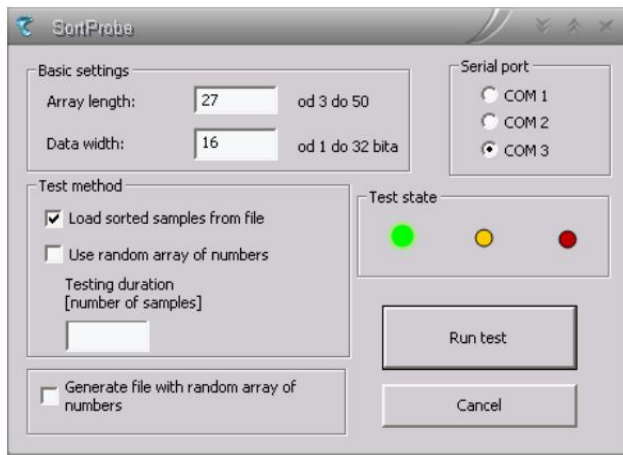 SortProbe
Basic settings
Array length:
27
od 3 do 50
Data width:
16
od 1 do 32 bita
Serial port
COM 1
COM 2
COM 3
Test method
Load sorted samples from file
Use random array of numbers
Testing duration
[number of samples]
Test state
Run test
Generate file with random array of
numbers
Cancel